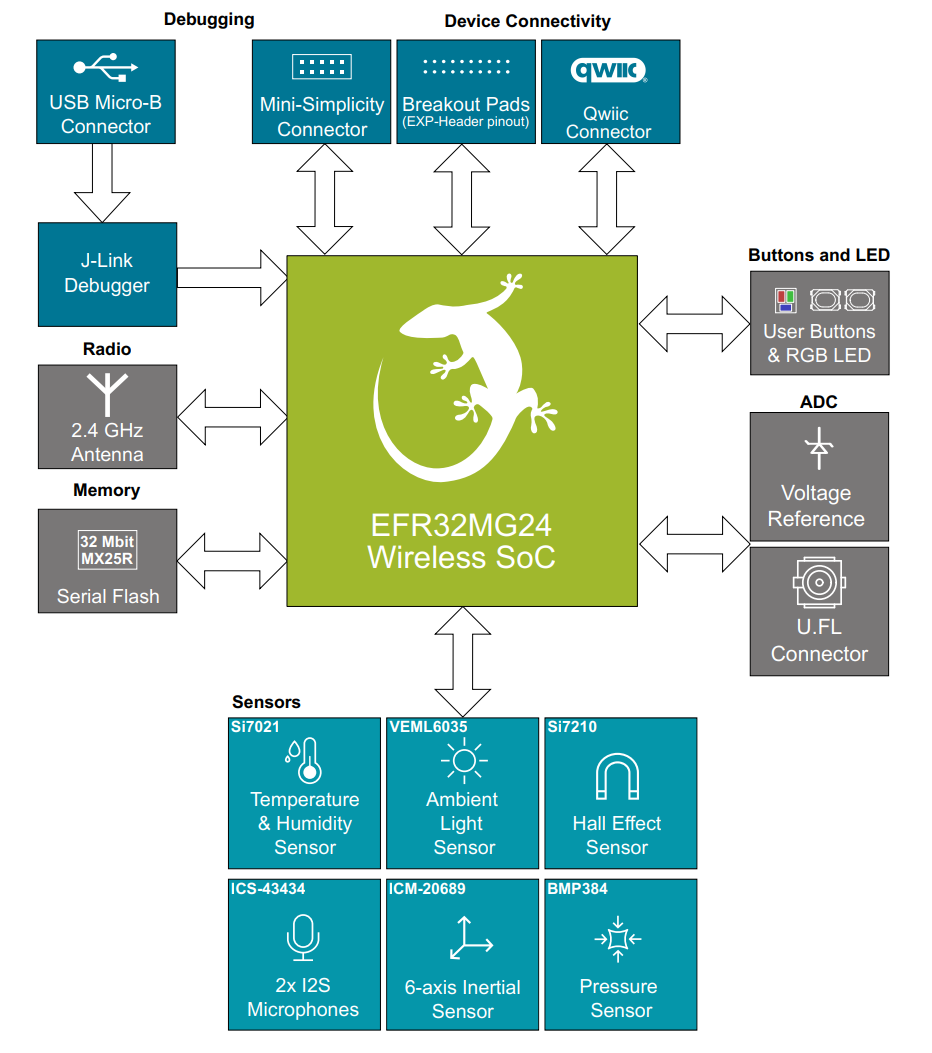 Debugging
Device Connectivity
USB Micro-B
Connector
Mini-Simplicity
Connector
Breakout Pads
(EXP-Header pinout)
qwiic®
Qwiic
Connector
J-Link
Debugger
Buttons and LED
User Buttons
& RGB LED
Radio
2.4 GHz
Antenna
ADC
Voltage
Reference
Memory
32 Mbit
MX25R
Serial Flash
EFR32MG24
Wireless SoC
U.FL
Connector
Sensors
Si7021
Temperature
& Humidity
Sensor
VEML6035
Ambient
Light
Sensor
Si7210
Hall Effect
Sensor
ICS-43434
2x I2S
Microphones
ICM-20689
6-axis Inertial
Sensor
BMP384
Pressure
Sensor